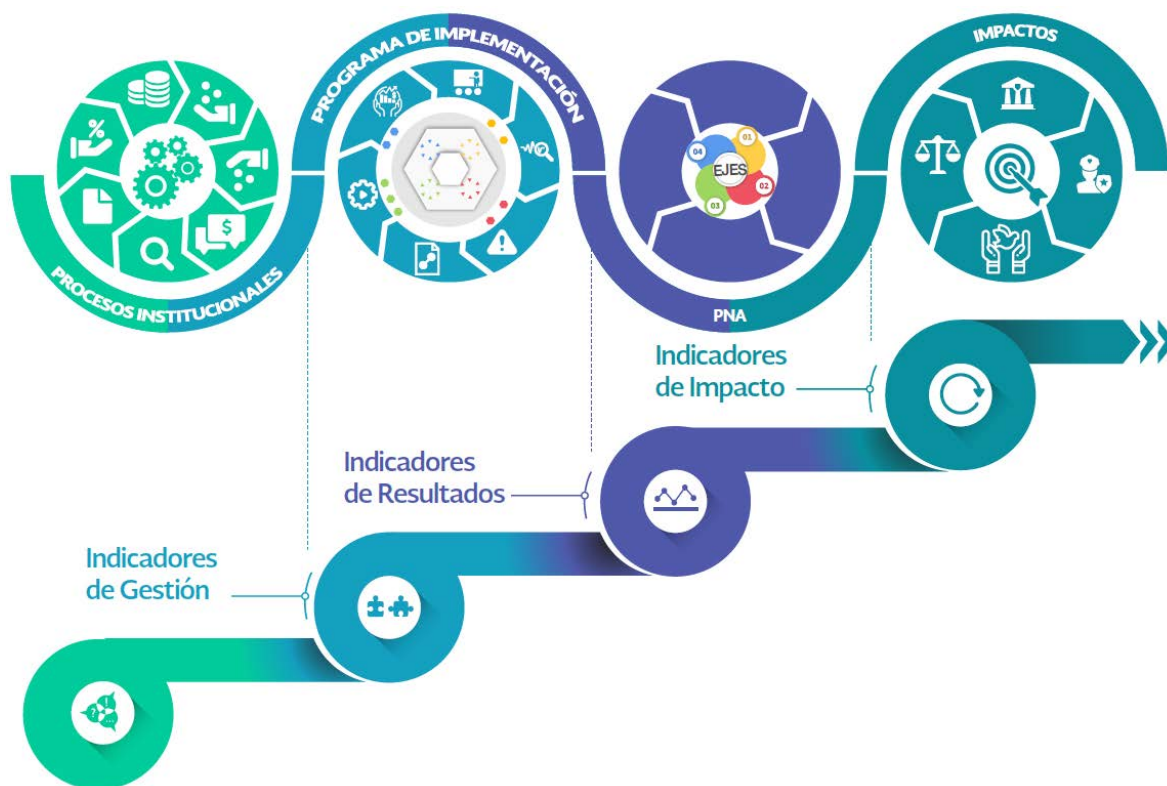 PROCESOS INSTITUCIONALES
PROGRAMA DE IMPLEMENTACIÓN
PNA
IMPACTOS
%
$
04
01
EJES
03
02
Indicadores
de Impacto
Indicadores
de Resultados
Indicadores
de Gestión
?
!
...